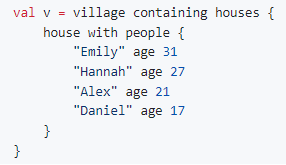 val v = village containing houses {
    house with people {
        "Emily" age 31
        "Hannah" age 27
        "Alex" age 21
        "Daniel" age 17
    }
}